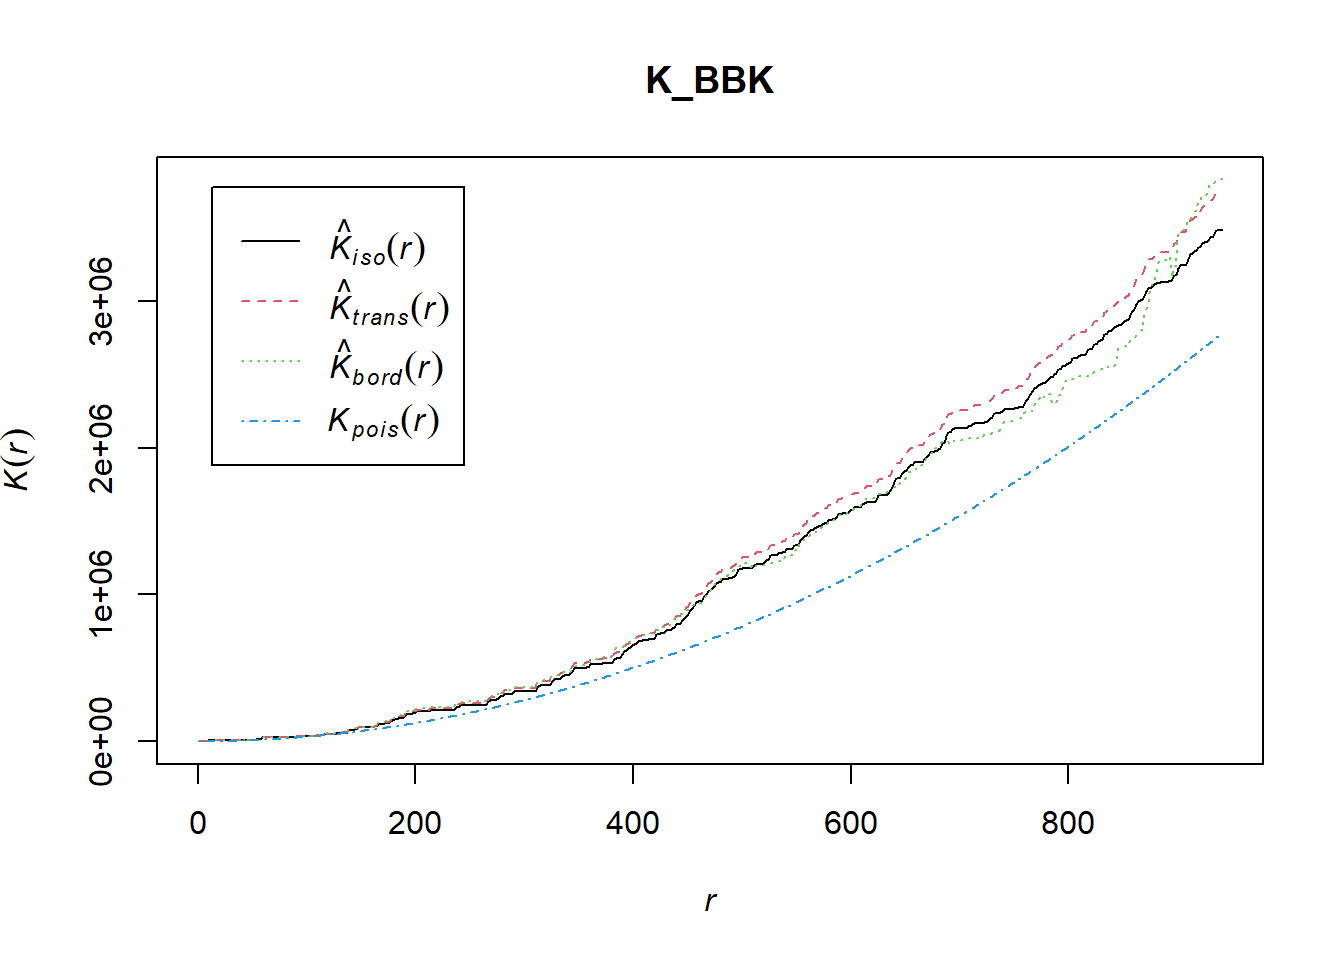 K_BBK
K̂iso(r)
K̂trans(r)
K̂bord(r)
Kpois(r)
K(r)
3e+06
2e+06
1e+06
0e+00
0 200 400 600 800
r